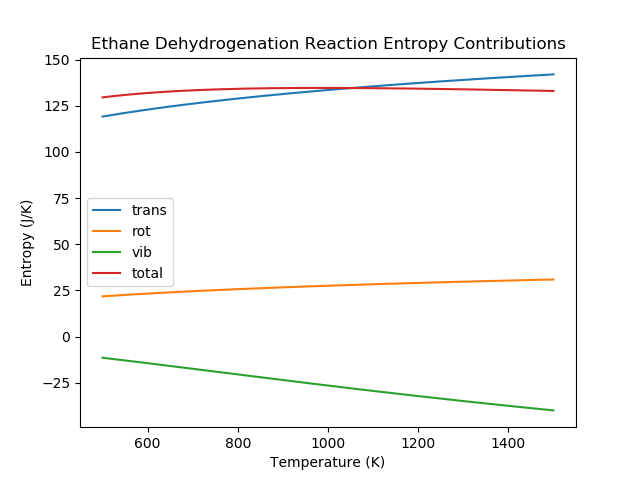 Ethane Dehydrogenation Reaction Entropy Contributions
150
125
100
75
50
25
0
−25
Entropy (J/K)
trans
rot
vib
total
600 800 1000 1200 1400
Temperature (K)